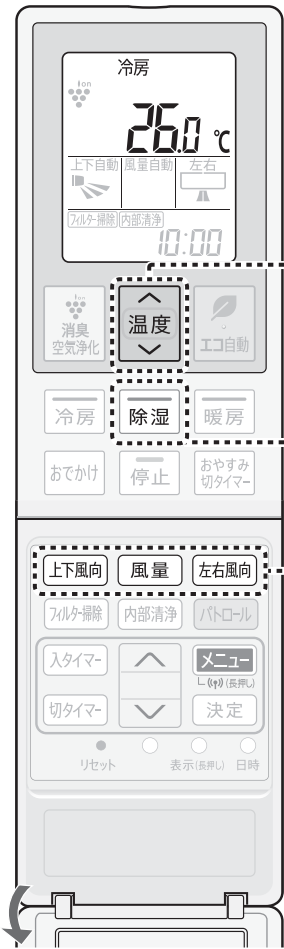 冷房
ion
26.0 ℃
上下自動 風量自動 左右
フィルター掃除 内部清浄
10:00
ion
消臭
空気浄化
温度
エコ自動
冷房 除湿 暖房
おでかけ 停止 おやすみ
切タイマー
上下風向 風量 左右風向
フィルター掃除 内部清浄 パトロール
入タイマー メニュー
(長押し)
切タイマー 決定
リセット 表示(長押し) 日時